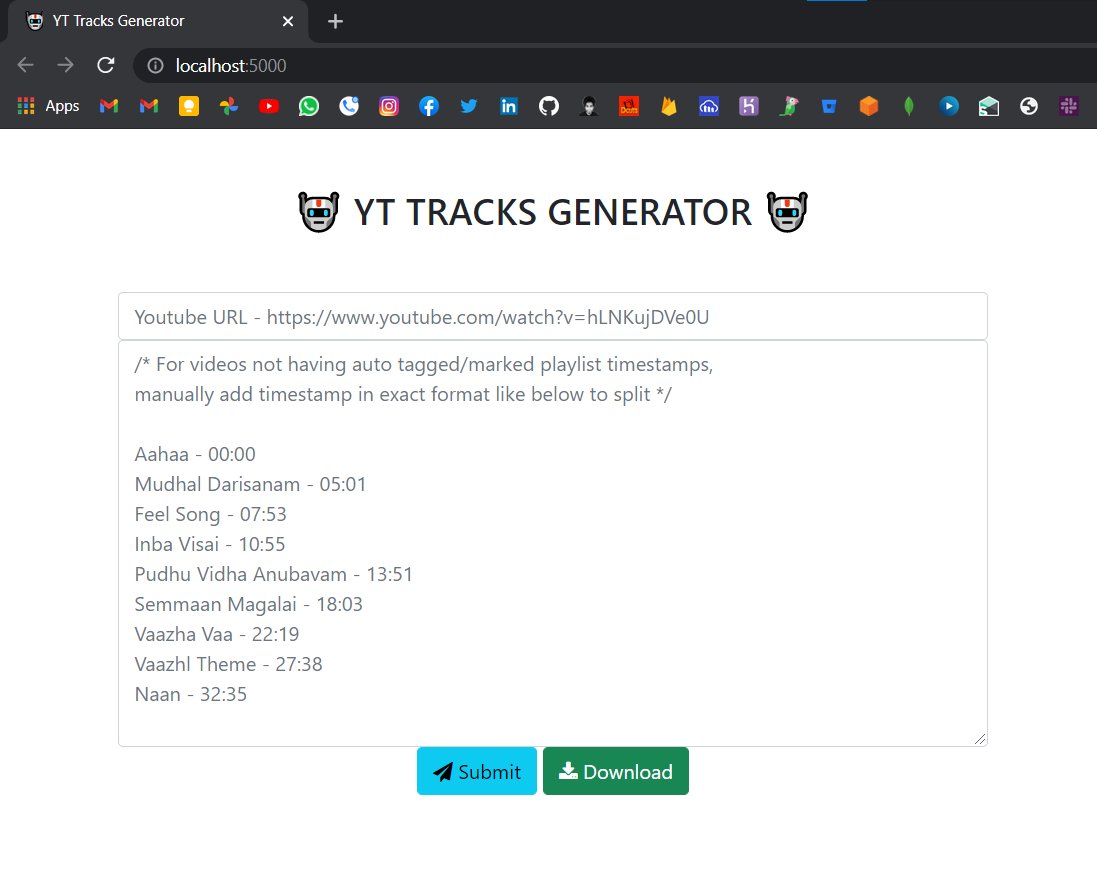 YT Tracks Generator
localhost:5000
Apps
YT TRACKS GENERATOR
Youtube URL - https://www.youtube.com/watch?v=hLNKujDVe0U
/* For videos not having auto tagged/marked playlist timestamps,
manually add timestamp in exact format like below to split */
Aahaa - 00:00
Mudhal Darisanam - 05:01
Feel Song - 07:53
Inba Visai - 10:55
Pudhu Vidha Anubavam - 13:51
Semmaan Magalai - 18:03
Vaazha Vaa - 22:19
Vaazhl Theme - 27:38
Naan - 32:35
Submit Download